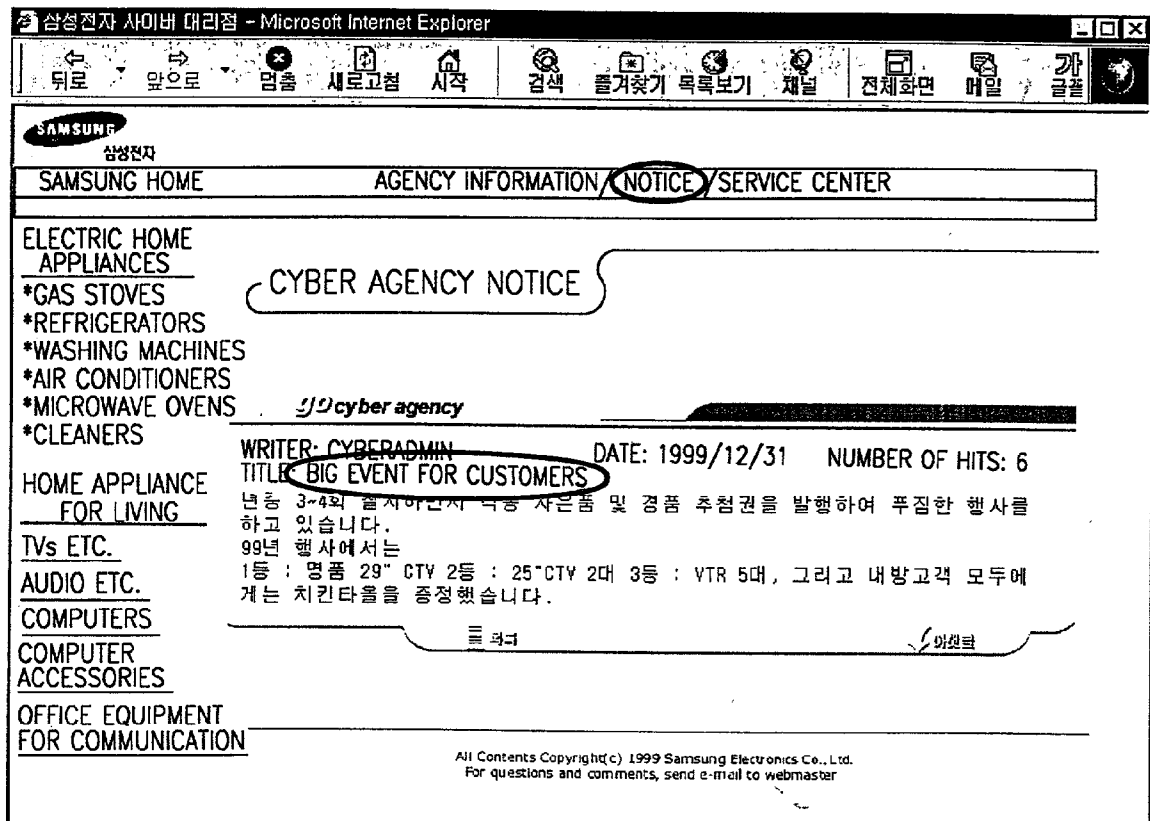 삼성전자 사이버 대리점 - Microsoft Internet Explorer
뒤로 앞으로 멈춤 새로고침 시작 검색 즐겨찾기 목록보기 채널 전체화면 메일 글꼴
SAMSUNG
삼성전자
SAMSUNG HOME AGENCY INFORMATION/NOTICE/SERVICE CENTER
ELECTRIC HOME
APPLIANCES
*GAS STOVES
*REFRIGERATORS
*WASHING MACHINES
*AIR CONDITIONERS
*MICROWAVE OVENS
*CLEANERS
HOME APPLIANCE
FOR LIVING
TVs ETC.
AUDIO ETC.
COMPUTERS
COMPUTER
ACCESSORIES
OFFICE EQUIPMENT
FOR COMMUNICATION
CYBER AGENCY NOTICE
go cyber agency
WRITER: CYBERADMIN DATE: 1999/12/31 NUMBER OF HITS: 6
TITLE: BIG EVENT FOR CUSTOMERS
년중 3~4회 사은품 및 경품 추첨권을 발행하여 푸짐한 행사를
하고 있습니다.
99년 행사에서는
1등 : 명품 29" CTV 2등 : 25"CTV 2대 3등 : VTR 5대, 그리고 내방고객 모두에
게는 치킨타올을 증정했습니다.
All Contents Copyright(c) 1999 Samsung Electronics Co., Ltd.
For questions and comments, send e-mail to webmaster